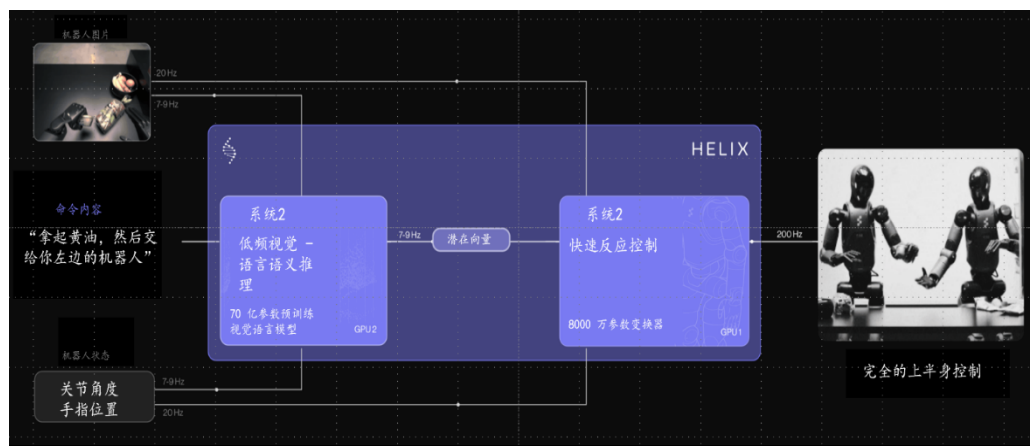 机器人图片
20Hz
7-9Hz
HELIX
命令内容
“拿起黄油，然后交
给你左边的机器人”
系统2
低频视觉 -
语言语义推
理
70 亿参数预训练
视觉语言模型
GPU2
7-9Hz
潜在向量
系统2
快速反应控制
8000 万参数变换器
GPU1
200Hz
完全的上半身控制
机器人状态
关节角度
手指位置
7-9Hz
20Hz